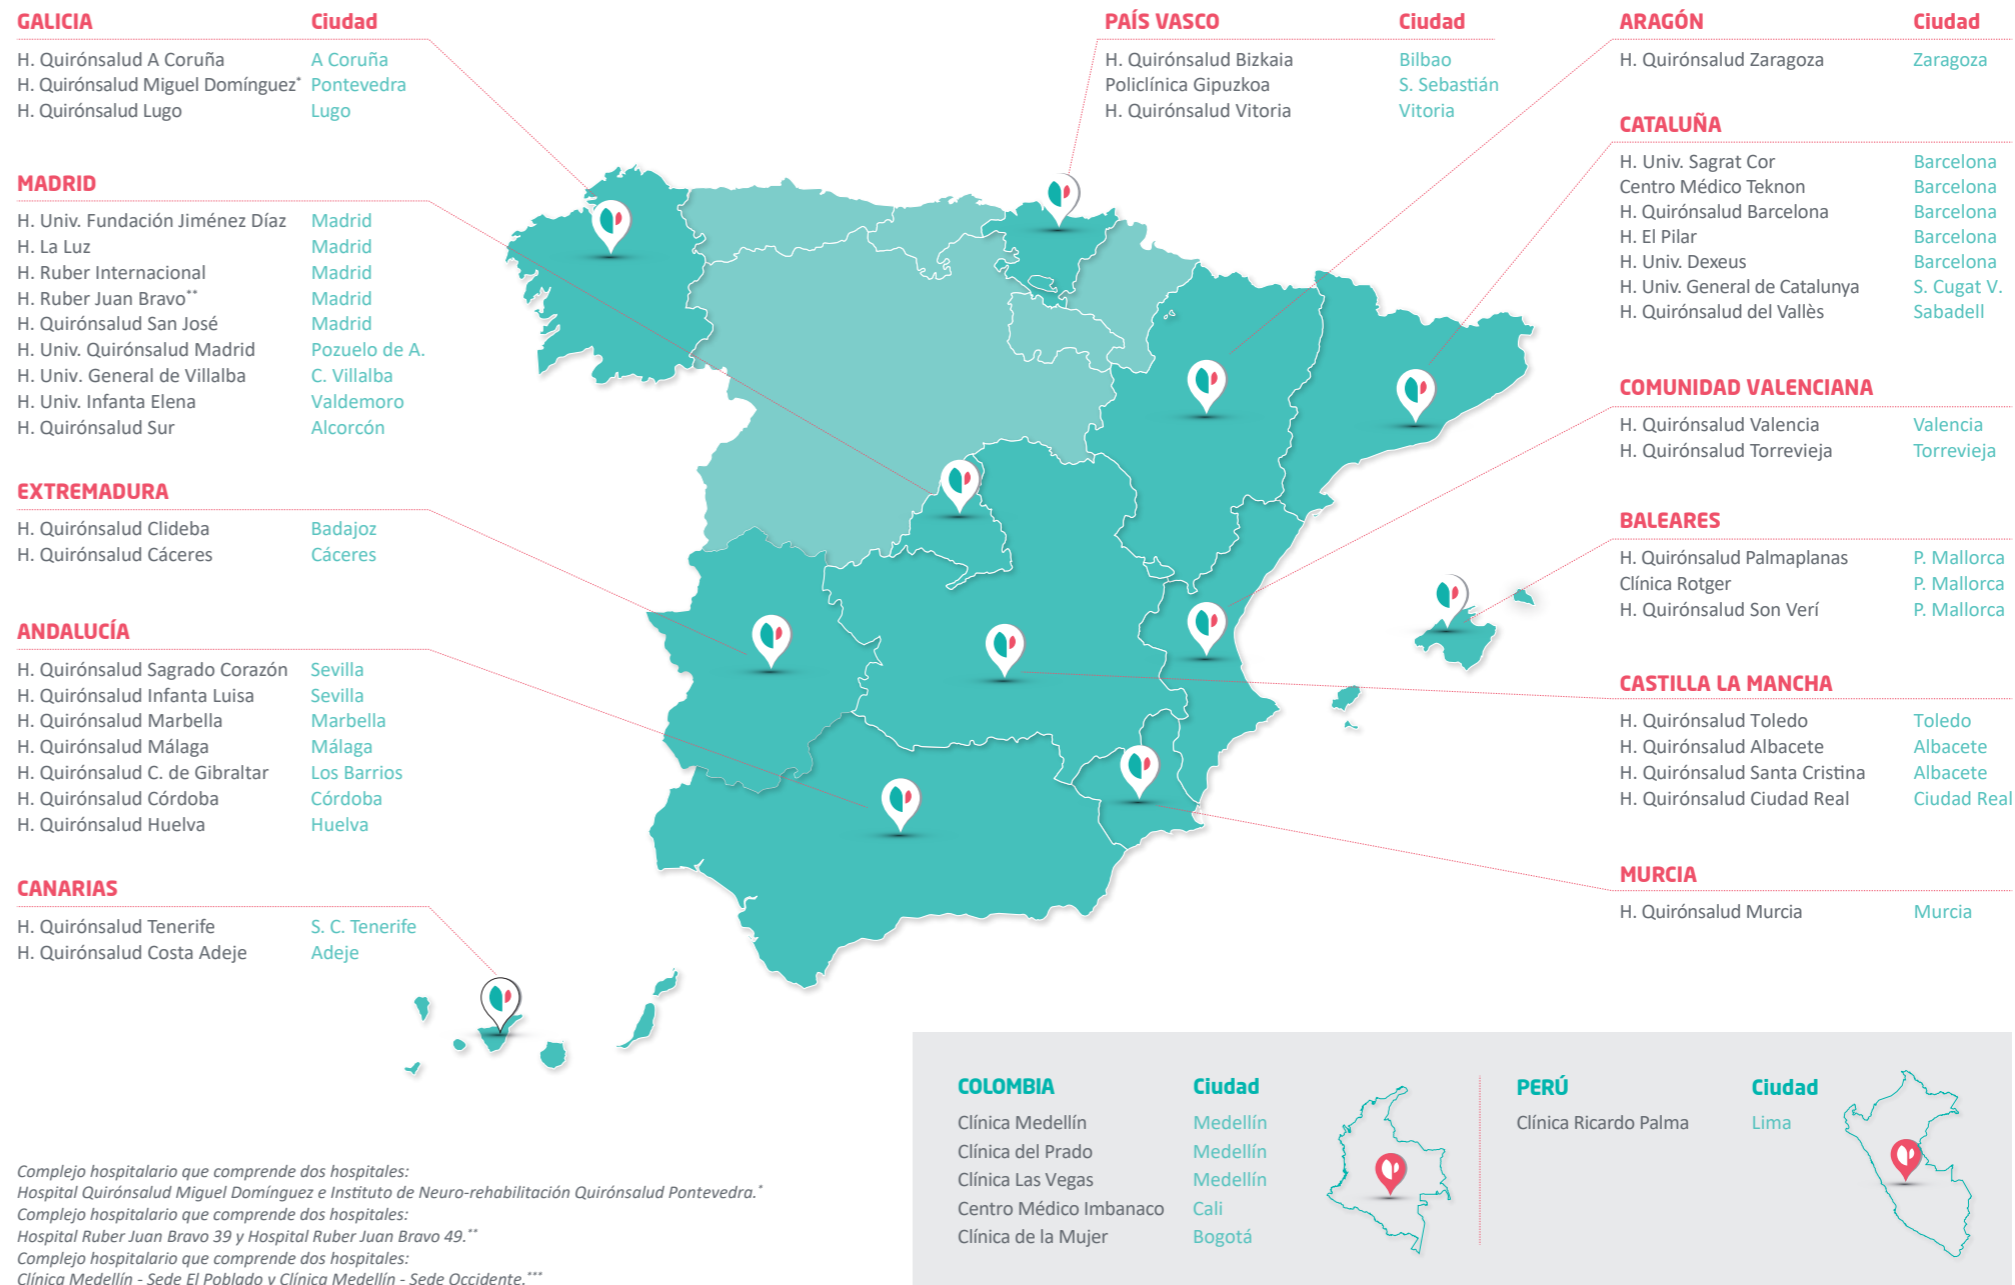 GALICIA Ciudad
H. Quirónsalud A Coruña A Coruña
H. Quirónsalud Miguel Domínguez* Pontevedra
H. Quirónsalud Lugo Lugo
MADRID
H. Univ. Fundación Jiménez Díaz Madrid
H. La Luz Madrid
H. Ruber Internacional Madrid
H. Ruber Juan Bravo** Madrid
H. Quirónsalud San José Madrid
H. Univ. Quirónsalud Madrid Pozuelo de A.
H. Univ. General de Villalba C. Villalba
H. Univ. Infanta Elena Valdemoro
H. Quirónsalud Sur Alcorcón
EXTREMADURA
H. Quirónsalud Clideba Badajoz
H. Quirónsalud Cáceres Cáceres
ANDALUCÍA
H. Quirónsalud Sagrado Corazón Sevilla
H. Quirónsalud Infanta Luisa Sevilla
H. Quirónsalud Marbella Marbella
H. Quirónsalud Málaga Málaga
H. Quirónsalud C. de Gibraltar Los Barrios
H. Quirónsalud Córdoba Córdoba
H. Quirónsalud Huelva Huelva
CANARIAS
H. Quirónsalud Tenerife S. C. Tenerife
H. Quirónsalud Costa Adeje Adeje
PAÍS VASCO Ciudad
H. Quirónsalud Bizkaia Bilbao
Policlínica Gipuzkoa S. Sebastián
H. Quirónsalud Vitoria Vitoria
ARAGÓN Ciudad
H. Quirónsalud Zaragoza Zaragoza
CATALUÑA
H. Univ. Sagrat Cor Barcelona
Centro Médico Teknon Barcelona
H. Quirónsalud Barcelona Barcelona
H. El Pilar Barcelona
H. Univ. Dexeus Barcelona
H. Univ. General de Catalunya S. Cugat V.
H. Quirónsalud del Vallès Sabadell
COMUNIDAD VALENCIANA
H. Quirónsalud Valencia Valencia
H. Quirónsalud Torrevieja Torrevieja
BALEARES
H. Quirónsalud Palmaplanas P. Mallorca
Clínica Rotger P. Mallorca
H. Quirónsalud Son Verí P. Mallorca
CASTILLA LA MANCHA
H. Quirónsalud Toledo Toledo
H. Quirónsalud Albacete Albacete
H. Quirónsalud Santa Cristina Albacete
H. Quirónsalud Ciudad Real Ciudad Real
MURCIA
H. Quirónsalud Murcia Murcia
COLOMBIA Ciudad
Clínica Medellín Medellín
Clínica del Prado Medellín
Clínica Las Vegas Medellín
Centro Médico Imbanaco Cali
Clínica de la Mujer Bogotá
PERÚ Ciudad
Clínica Ricardo Palma Lima
Complejo hospitalario que comprende dos hospitales:
Hospital Quirónsalud Miguel Domínguez e Instituto de Neuro-rehabilitación Quirónsalud Pontevedra.*
Complejo hospitalario que comprende dos hospitales:
Hospital Ruber Juan Bravo 39 y Hospital Ruber Juan Bravo 49.**
Complejo hospitalario que comprende dos hospitales:
Clínica Medellín - Sede El Poblado y Clínica Medellín - Sede Occidente.***